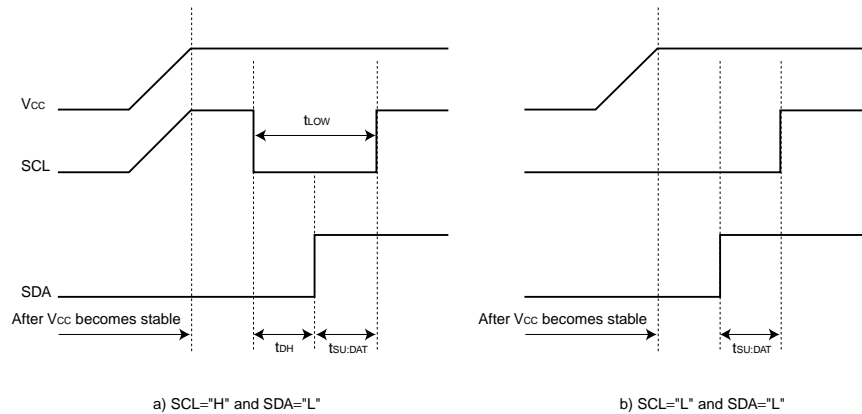 VCC
tLOW
SCL
SDA
After VCC becomes stable
tDH
tSU:DAT
a) SCL="H" and SDA="L"
After VCC becomes stable
tSU:DAT
b) SCL="L" and SDA="L"